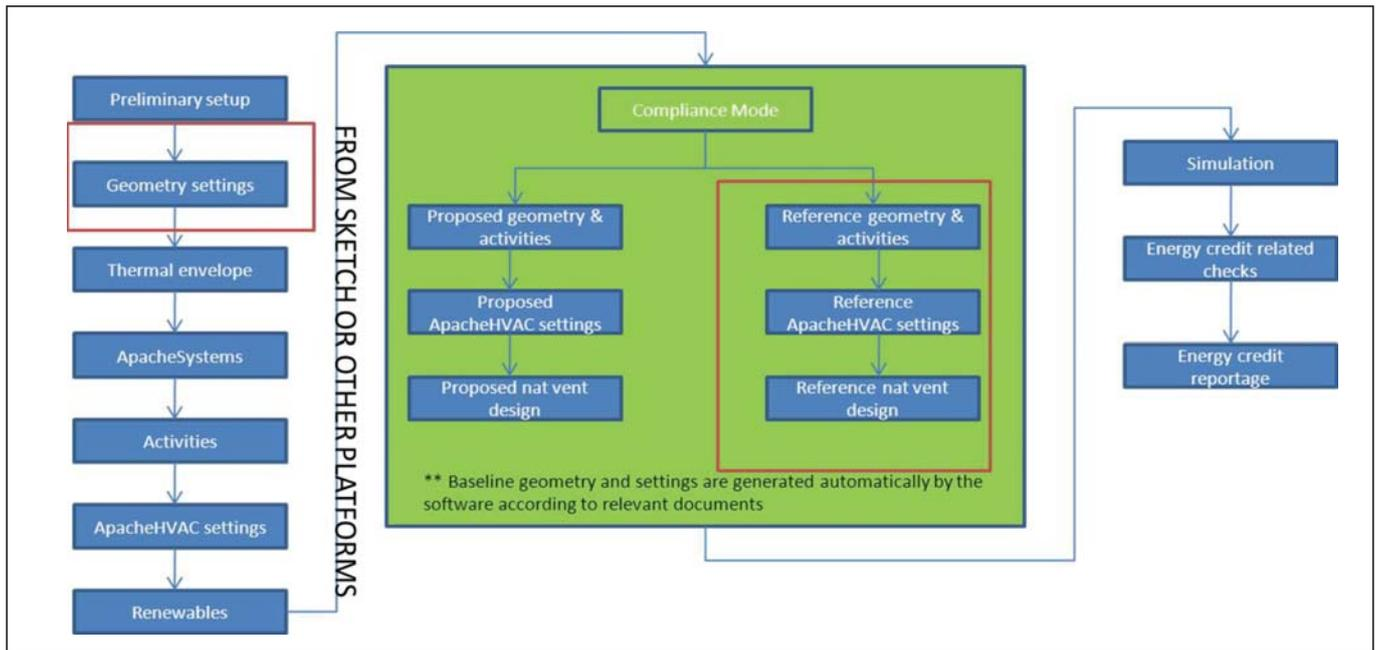 Preliminary setup
Geometry settings
Thermal envelope
ApacheSystems
Activities
ApacheHVAC settings
Renewables
FROM SKETCH OR OTHER PLATFORMS
Compliance Mode
Proposed geometry &
activities
Proposed
ApacheHVAC settings
Proposed nat vent
design
Reference geometry &
activities
Reference
ApacheHVAC settings
Reference nat vent
design
** Baseline geometry and settings are generated automatically by the
software according to relevant documents
Simulation
Energy credit related
checks
Energy credit
reportage